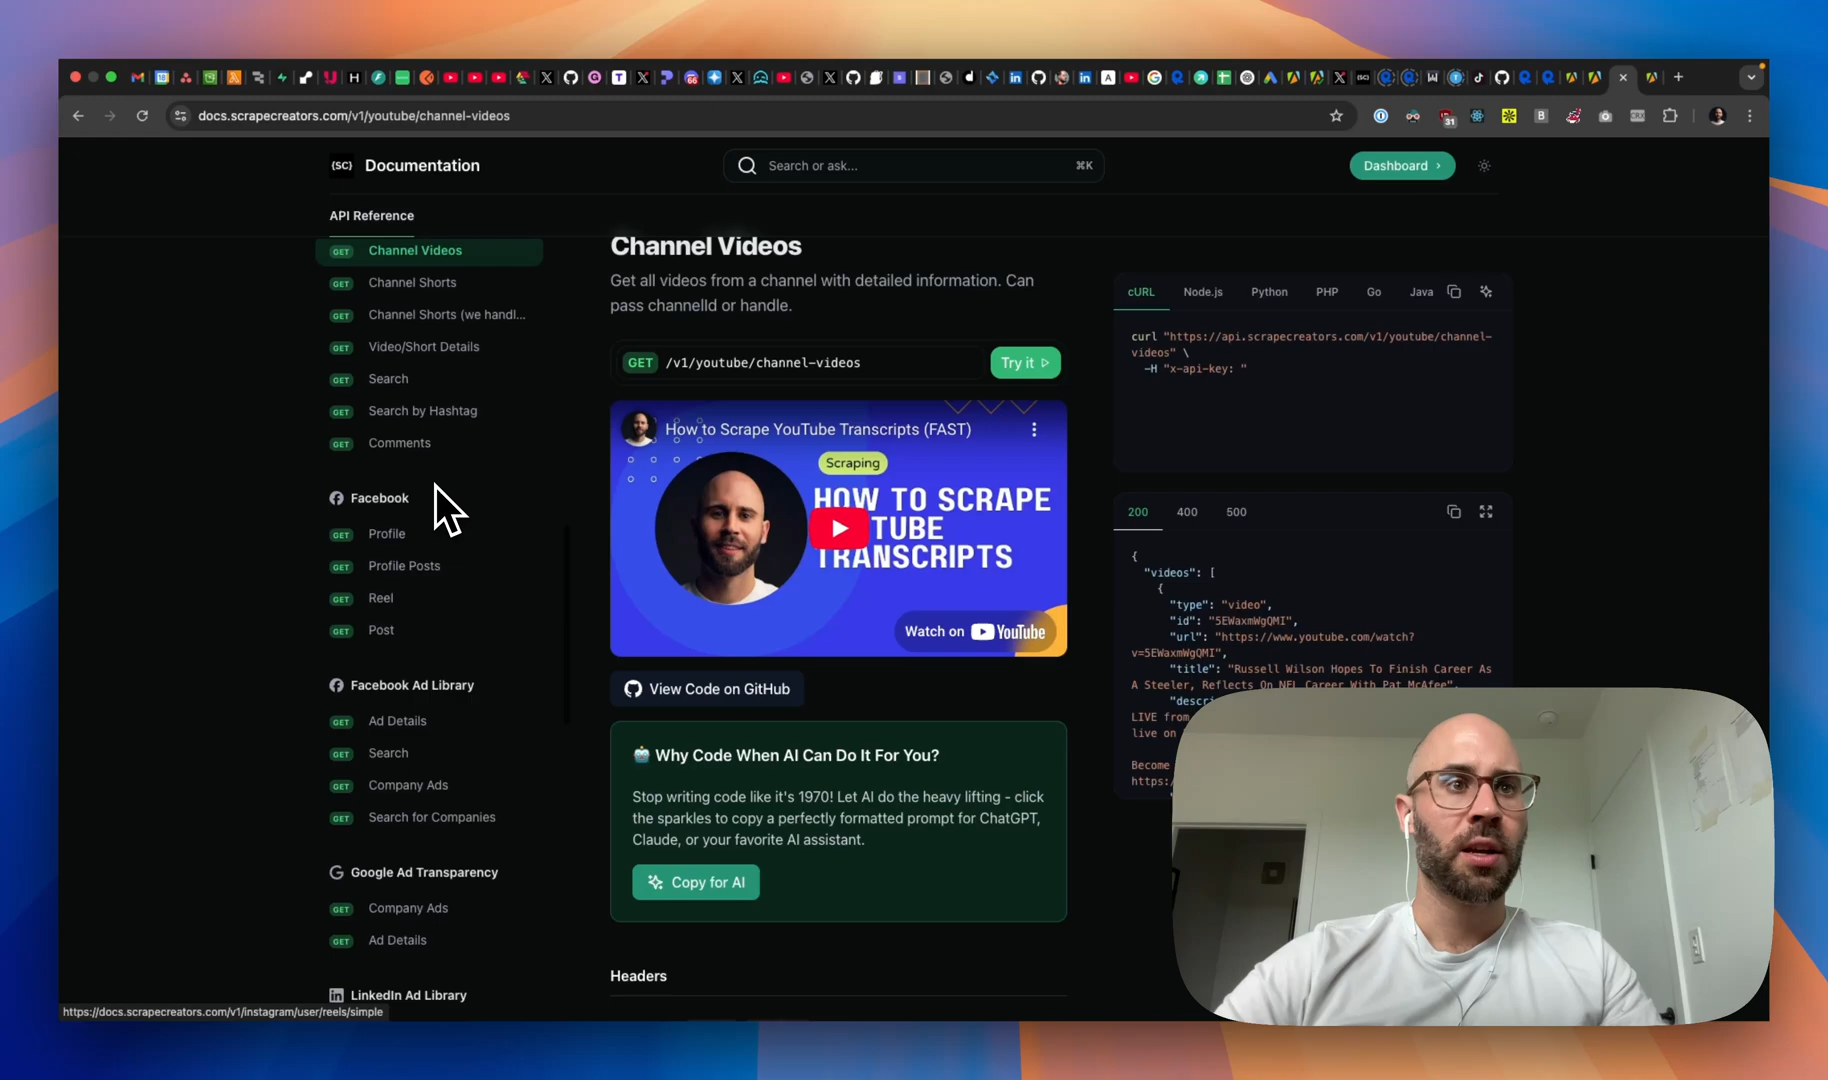 docs.scrapecreators.com/v1/youtube/channel-videos
31
{SC} Documentation
Search or ask...
⌘K
Dashboard
API Reference
GET Channel Videos
GET Channel Shorts
GET Channel Shorts (we handl...
GET Video/Short Details
GET Search
GET Search by Hashtag
GET Comments
Facebook
GET Profile
GET Profile Posts
GET Reel
GET Post
Facebook Ad Library
GET Ad Details
GET Search
GET Company Ads
GET Search for Companies
Google Ad Transparency
GET Company Ads
GET Ad Details
LinkedIn Ad Library
https://docs.scrapecreators.com/v1/instagram/user/reels/simple
Channel Videos
Get all videos from a channel with detailed information. Can
pass channelId or handle.
GET /v1/youtube/channel-videos
Try it
How to Scrape YouTube Transcripts (FAST)
Scraping
HOW TO SCRAPE
TUBE
TRANSCRIPTS
Watch on YouTube
View Code on GitHub
Why Code When AI Can Do It For You?
Stop writing code like it's 1970! Let AI do the heavy lifting - click
the sparkles to copy a perfectly formatted prompt for ChatGPT,
Claude, or your favorite AI assistant.
Copy for AI
Headers
cURL Node.js Python PHP Go Java
curl "https://api.scrapecreators.com/v1/youtube/channel-
videos" \
-H "x-api-key: "
200 400 500
{
"videos": [
{
"type": "video",
"id": "5EWaxmWgQMI",
"url": "https://www.youtube.com/watch?
v=5EWaxmWgQMI",
"title": "Russell Wilson Hopes To Finish Career As
A Steeler, Reflects On NFL Career With Pat McAfee",
"descri
LIVE from
live on
Become
https:/